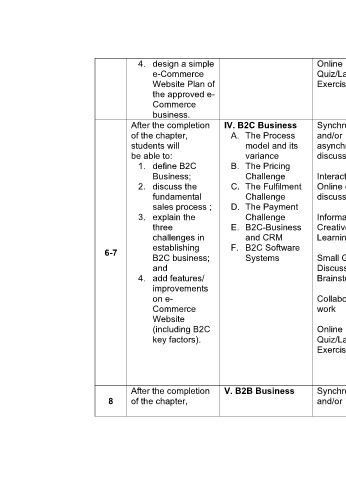 4. design a simple
e-Commerce
Website Plan of
the approved e-
Commerce
business.
Online
Exercis
6-7
After the completion
of the chapter,
students will
be able to:
1. define B2C
Business;
2. discuss the
fundamental
sales process ;
3. explain the
three
challenges in
establishing
B2C business;
and
4. add features/
improvements
on e-
Commerce
Website
(including B2C
key factors).
IV. B2C Business
A. The Process
model and its
variance
B. The Pricing
Challenge
C. The Fulfilment
Challenge
D. The Payment
Challenge
E. B2C-Business
and CRM
F. B2C Software
Systems
Synchr
and/or
asynch
discuss
Interact
Online
discuss
Informa
Creativ
Learnin
Small G
Discuss
Brainst
Collabo
work
Online
Quiz/La
Exercis
8
After the completion
of the chapter,
V. B2B Business
Synchr
and/or